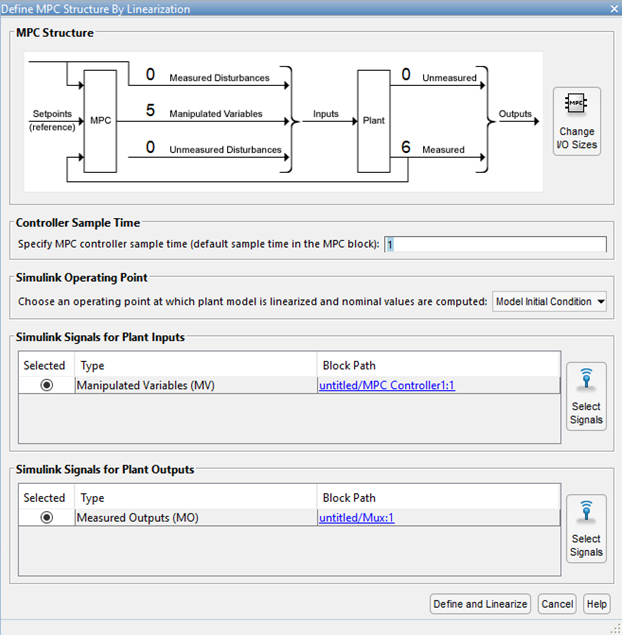 Define MPC Structure By Linearization
MPC Structure
0 Measured Disturbances
0 Unmeasured
Setpoints
(reference)
MPC
5 Manipulated Variables
Inputs
Plant
Outputs
0 Unmeasured Disturbances
6 Measured
MPC
Change
I/O Sizes
Controller Sample Time
Specify MPC controller sample time (default sample time in the MPC block): 1
Simulink Operating Point
Choose an operating point at which plant model is linearized and nominal values are computed: Model Initial Condition
Simulink Signals for Plant Inputs
Selected Type Block Path
Manipulated Variables (MV) untitled/MPC Controller1:1
Select
Signals
Simulink Signals for Plant Outputs
Selected Type Block Path
Measured Outputs (MO) untitled/Mux:1
Select
Signals
Define and Linearize Cancel Help